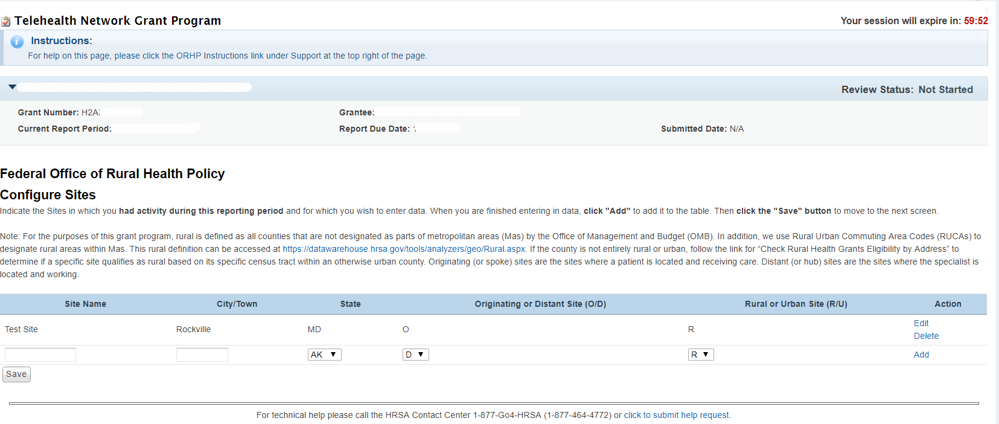 Telehealth Network Grant Program
Your session will expire in: 59:52
Instructions:
For help on this page, please click the ORHP Instructions link under Support at the top right of the page.
Review Status: Not Started
Grant Number: H2A
Grantee:
Current Report Period:
Report Due Date:
Submitted Date: N/A
Federal Office of Rural Health Policy
Configure Sites
Indicate the Sites in which you had activity during this reporting period and for which you wish to enter data. When you are finished entering in data, click "Add" to add it to the table. Then click the "Save" button to move to the next screen.
Note: For the purposes of this grant program, rural is defined as all counties that are not designated as parts of metropolitan areas (Mas) by the Office of Management and Budget (OMB). In addition, we use Rural Urban Commuting Area Codes (RUCAs) to
designate rural areas within Mas. This rural definition can be accessed at https://datawarehouse.hrsa.gov/tools/analyzers/geo/Rural.aspx. If the county is not entirely rural or urban, follow the link for “Check Rural Health Grants Eligibility by Address” to
determine if a specific site qualifies as rural based on its specific census tract within an otherwise urban county. Originating (or spoke) sites are the sites where a patient is located and receiving care. Distant (or hub) sites are the sites where the specialist is
located and working.
Site Name City/Town State Originating or Distant Site (O/D) Rural or Urban Site (R/U) Action
Test Site Rockville MD O R Edit
Delete
AK D R Add
Save
For technical help please call the HRSA Contact Center 1-877-Go4-HRSA (1-877-464-4772) or click to submit help request.